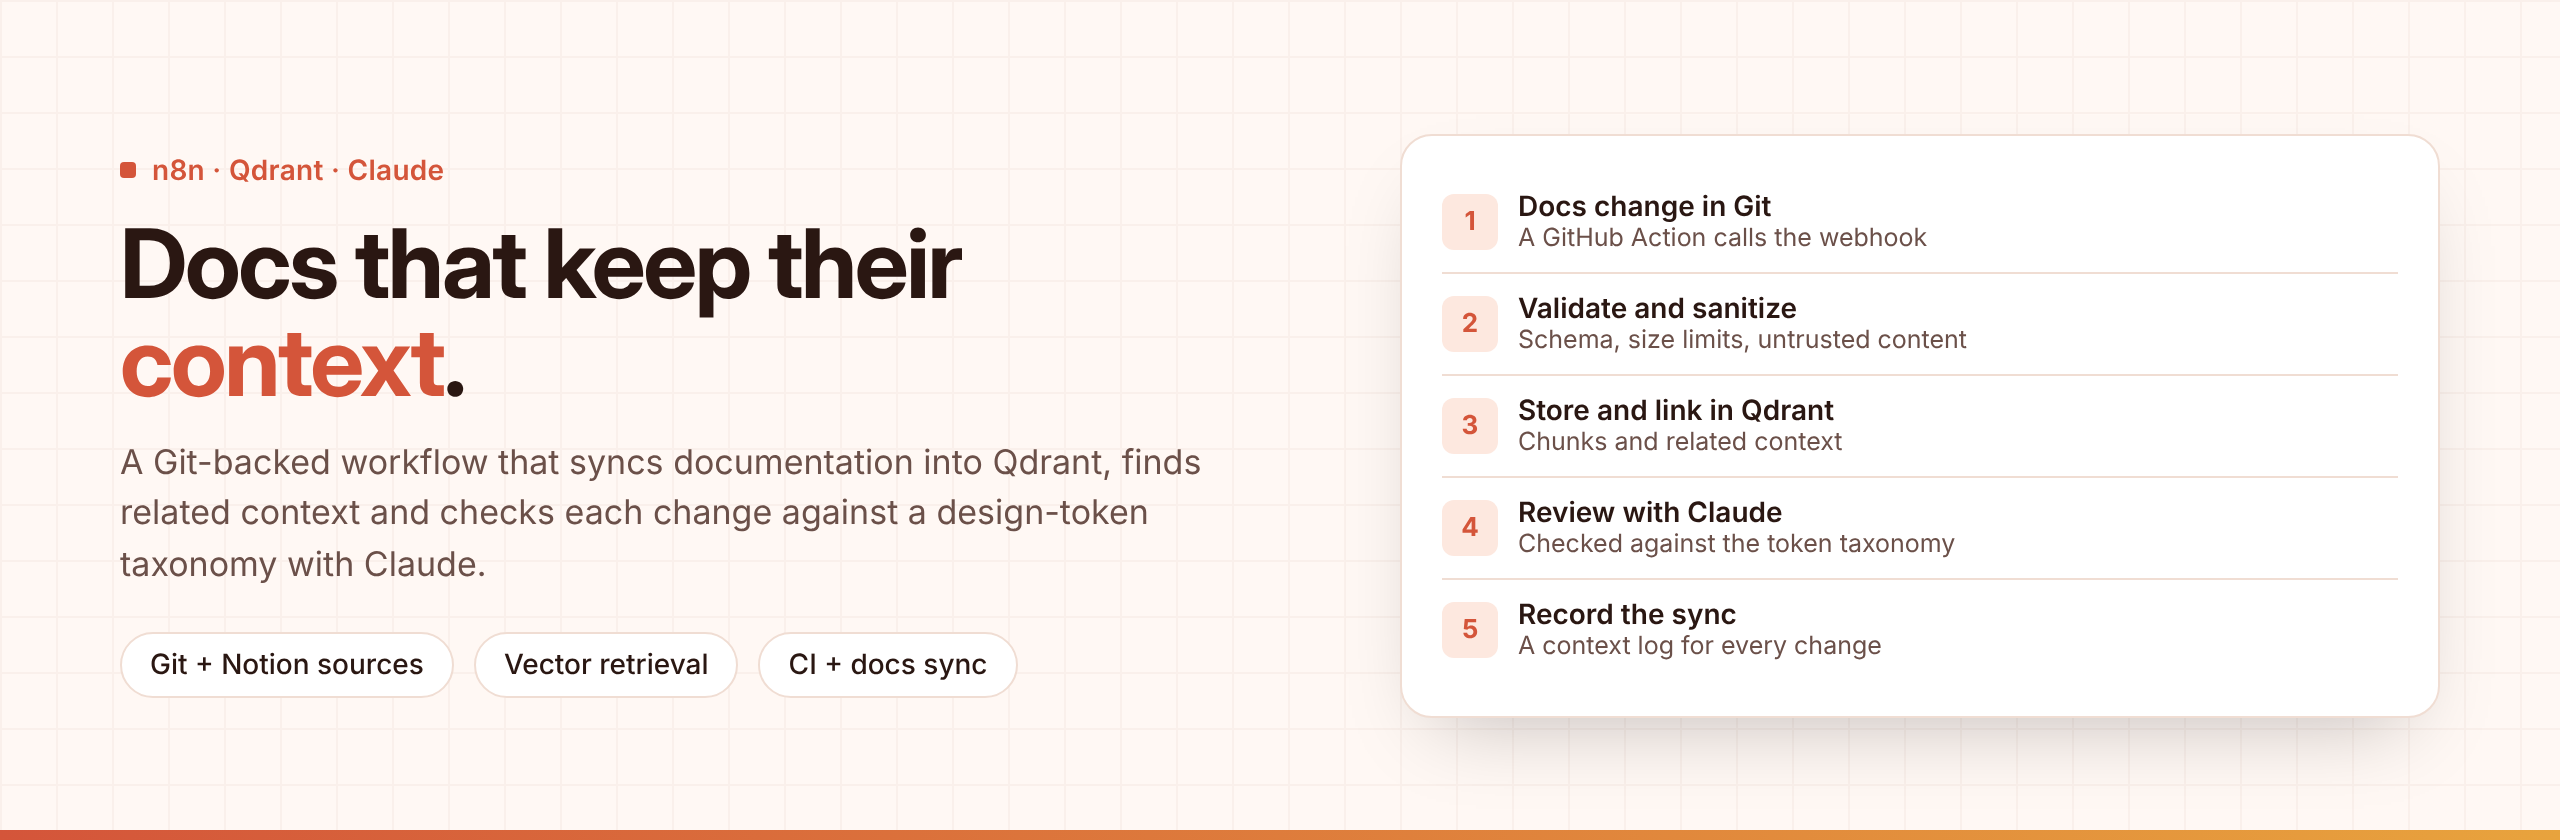 n8n · Qdrant · Claude
Docs that keep their
context.
A Git-backed workflow that syncs documentation into Qdrant, finds
related context and checks each change against a design-token
taxonomy with Claude.
Git + Notion sources
Vector retrieval
CI + docs sync
1
Docs change in Git
A GitHub Action calls the webhook
2
Validate and sanitize
Schema, size limits, untrusted content
3
Store and link in Qdrant
Chunks and related context
4
Review with Claude
Checked against the token taxonomy
5
Record the sync
A context log for every change